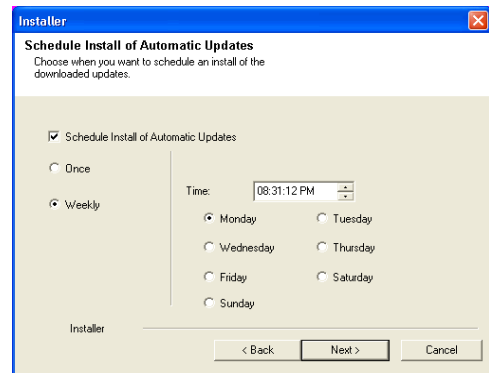 Installer
Schedule Install of Automatic Updates
Choose when you want to schedule an install of the
downloaded updates.
Schedule Install of Automatic Updates
Once
Weekly
Time: 08:31:12 PM
Monday Tuesday
Wednesday Thursday
Friday Saturday
Sunday
Installer
< Back Next > Cancel